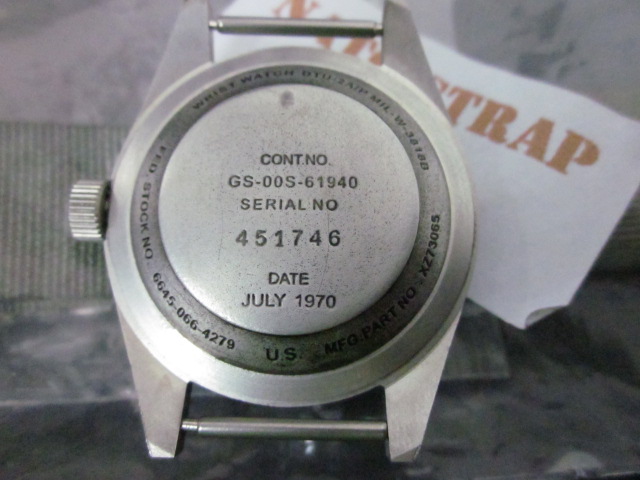 WRIST WATCH DTU-2A/P MIL-W-3818B
CONT.NO.
GS-00S-61940
SERIAL NO
451746
DATE
JULY 1970
FED STOCK NO. 6645-066-4279
U.S.
MFG.PART NO. XZ73065
STRAP